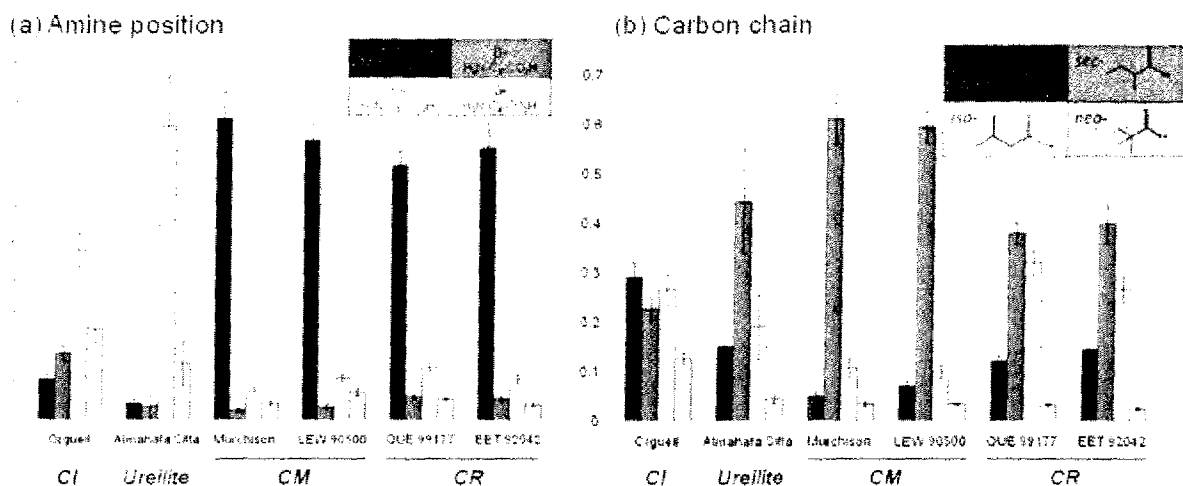 (a) Amine position
(b) Carbon chain
0.7
0.6
0.5
0.4
0.3
0.2
0.1
0
sec-
iso-
neo-
Orgueil
Almahata Sitta
Murchison
LEW 90500
QUE 99177
EET 92042
CI
Ureilite
CM
CR
Orgueil
Almahata Sitta
Murchison
LEW 90500
QUE 99177
EET 92042
CI
Ureilite
CM
CR